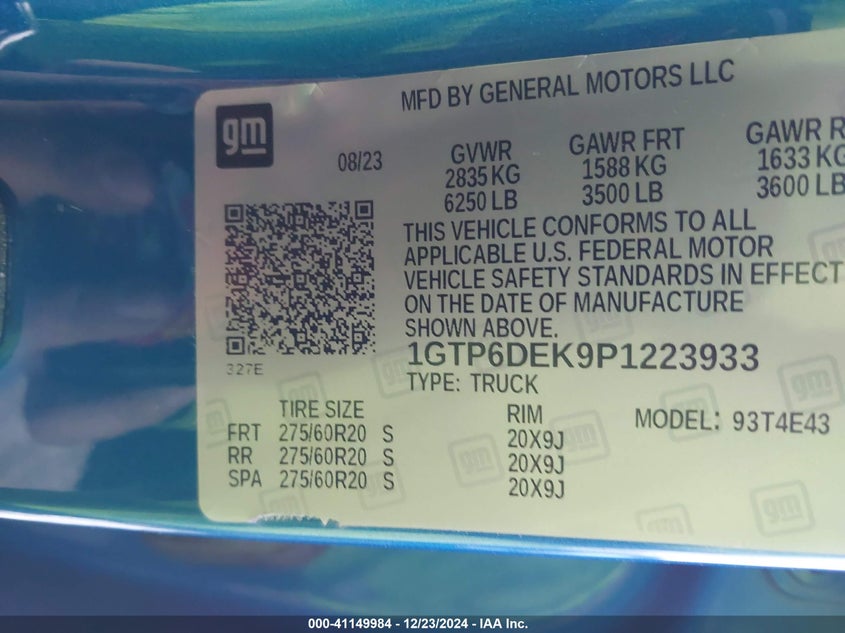 MFD BY GENERAL MOTORS LLC
gm
08/23
GVWR
2835 KG
6250 LB
GAWR FRT
1588 KG
3500 LB
GAWR R
1633 KG
3600 LB
THIS VEHICLE CONFORMS TO ALL
APPLICABLE U.S. FEDERAL MOTOR
VEHICLE SAFETY STANDARDS IN EFFECT
ON THE DATE OF MANUFACTURE
SHOWN ABOVE.
327E
1GTP6DEK9P1223933
TYPE: TRUCK
TIRE SIZE
RIM
MODEL: 93T4E43
FRT 275/60R20 S 20X9J
RR 275/60R20 S 20X9J
SPA 275/60R20 S 20X9J
000-41149984 - 12/23/2024 - IAA Inc.